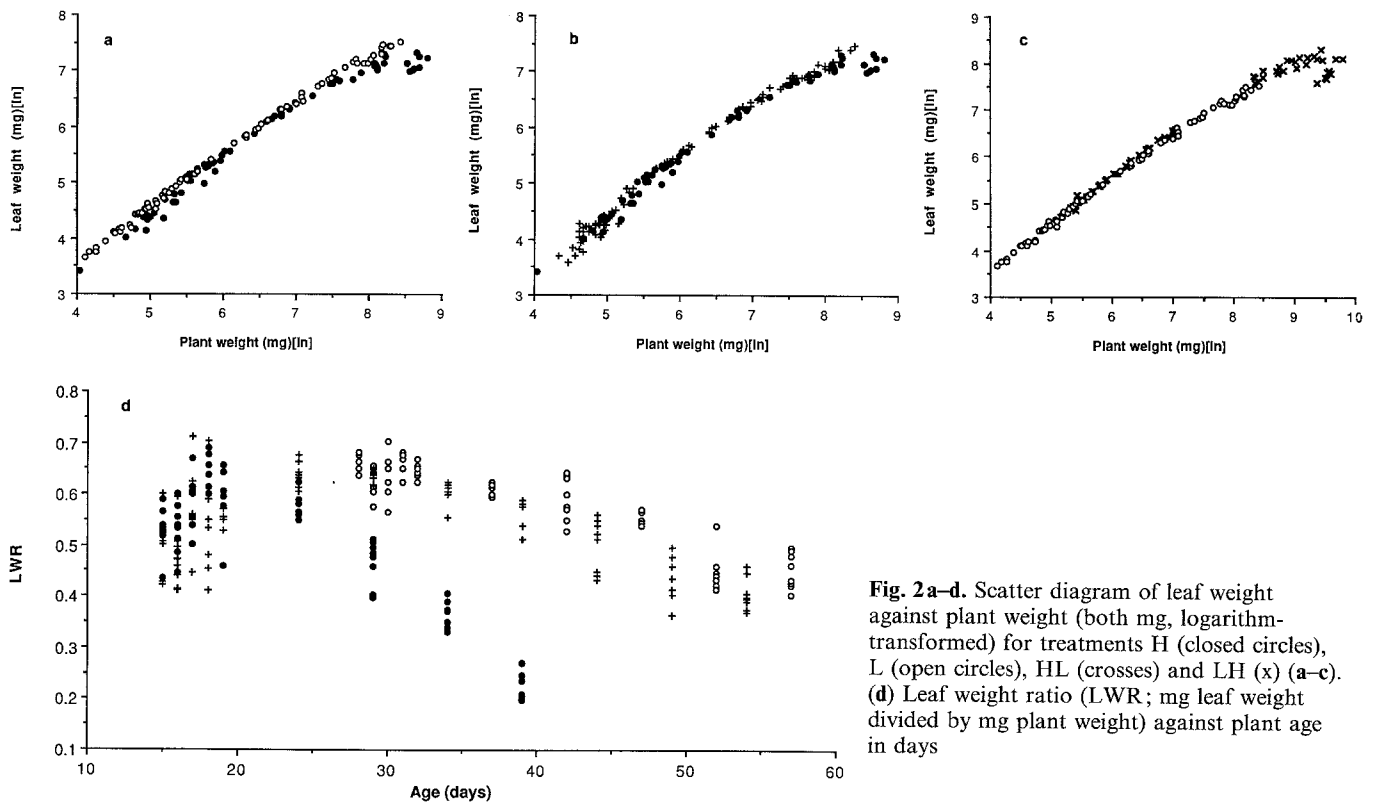 a
8
7
6
5
4
3
Leaf weight (mg)[ln]
4 5 6 7 8 9
Plant weight (mg)[ln]
b
8
7
6
5
4
3
Leaf weight (mg)[ln]
4 5 6 7 8 9
Plant weight (mg)[ln]
c
9
8
7
6
5
4
3
Leaf weight (mg)[ln]
4 5 6 7 8 9 10
Plant weight (mg)[ln]
d
0.8
0.7
0.6
0.5
0.4
0.3
0.2
0.1
LWR
10 20 30 40 50 60
Age (days)
Fig. 2a–d. Scatter diagram of leaf weight
against plant weight (both mg, logarithm-
transformed) for treatments H (closed circles),
L (open circles), HL (crosses) and LH (x) (a–c).
(d) Leaf weight ratio (LWR; mg leaf weight
divided by mg plant weight) against plant age
in days